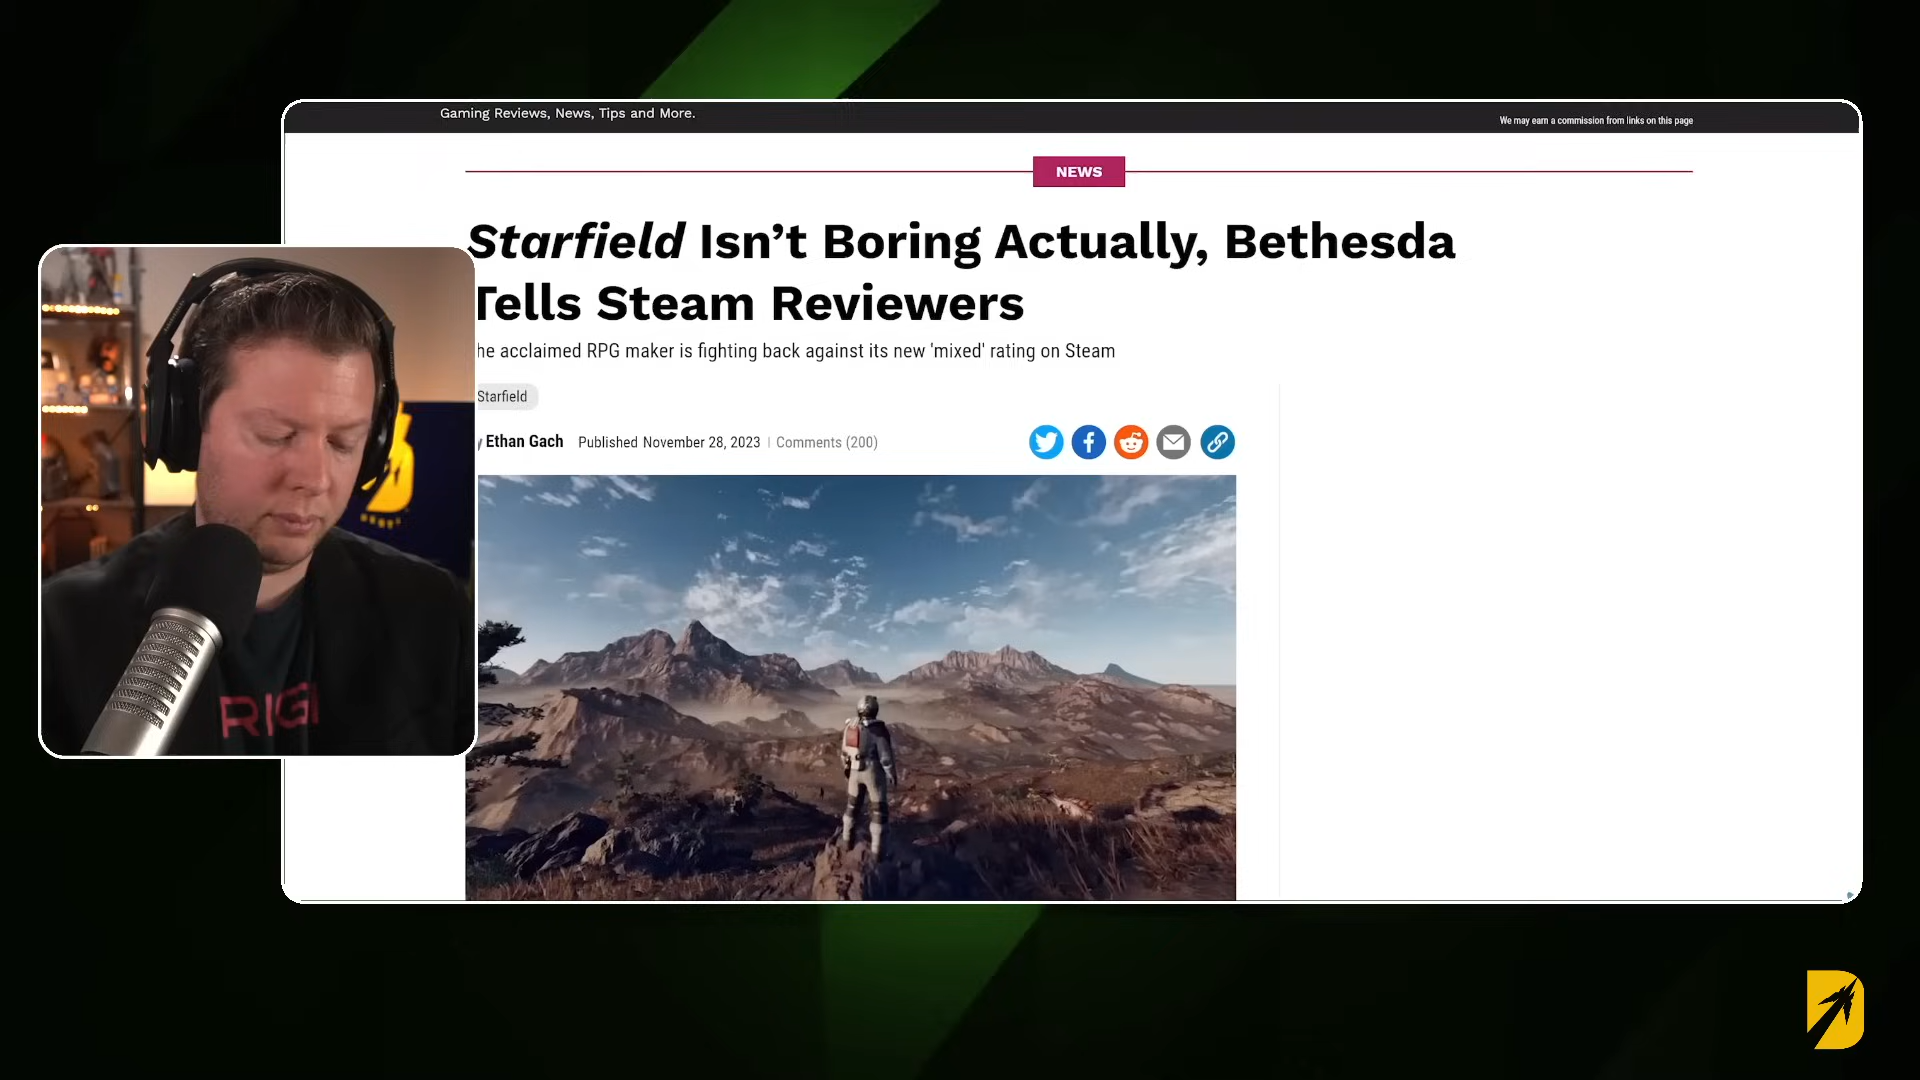 Gaming Reviews, News, Tips and More.
We may earn a commission from links on this page
NEWS
Starfield Isn’t Boring Actually, Bethesda
Tells Steam Reviewers
he acclaimed RPG maker is fighting back against its new 'mixed' rating on Steam
Starfield
y Ethan Gach Published November 28, 2023 | Comments (200)